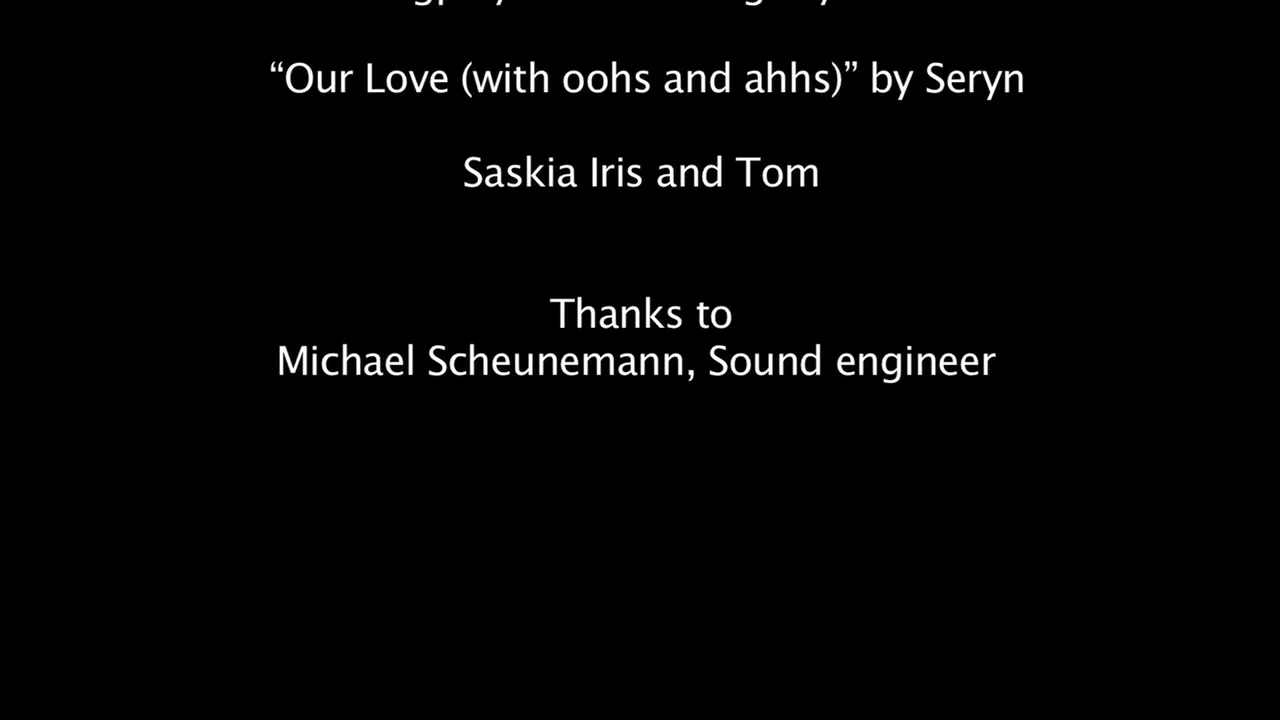 “Our Love (with oohs and ahhs)” by Seryn
Saskia Iris and Tom
Thanks to
Michael Scheunemann, Sound engineer